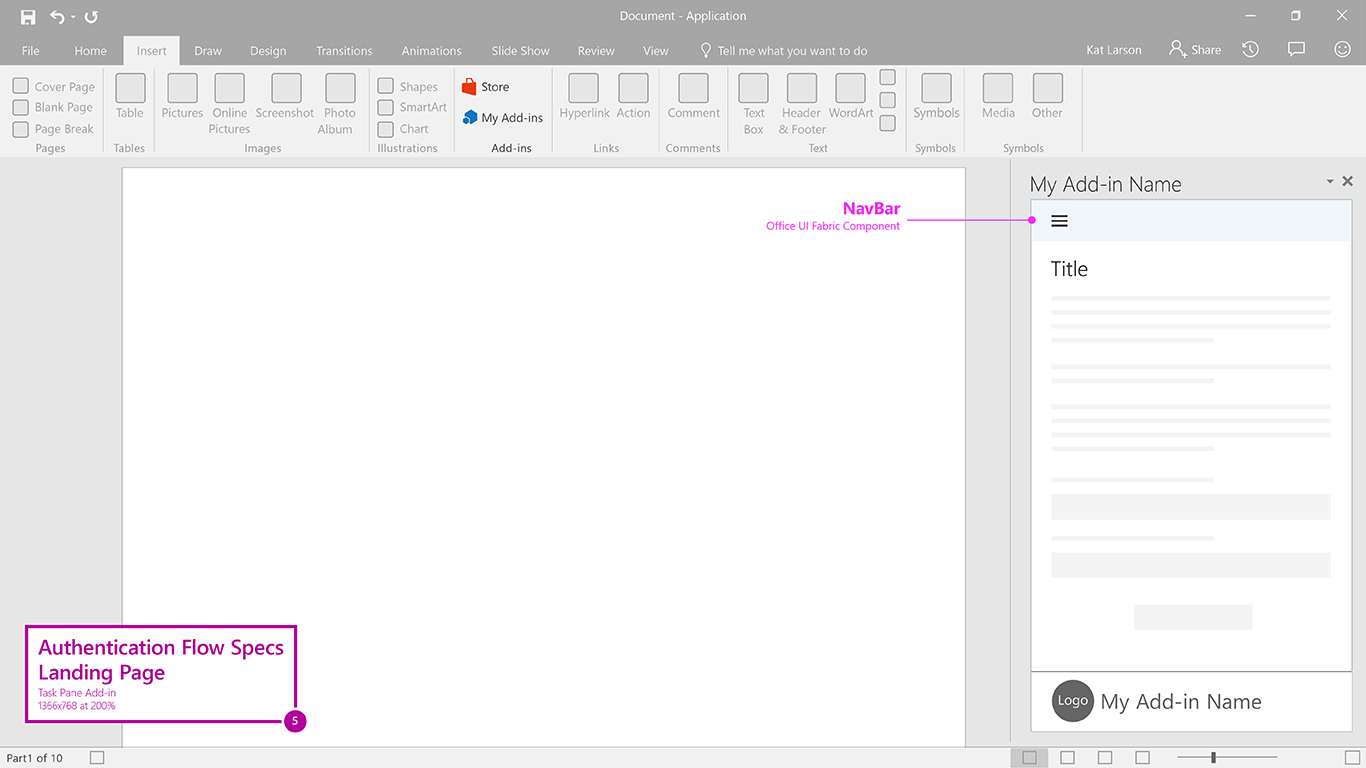 Document - Application
File Home Insert Draw Design Transitions Animations Slide Show Review View Tell me what you want to do Kat Larson Share
Cover Page
Blank Page
Page Break
Pages
Table
Tables
Pictures
Online
Pictures
Screenshot
Photo
Album
Images
Shapes
SmartArt
Chart
Illustrations
Store
My Add-ins
Add-ins
Hyperlink
Action
Links
Comment
Comments
Text
Box
Header
& Footer
WordArt
Text
Symbols
Symbols
Media
Other
Symbols
NavBar
Office UI Fabric Component
My Add-in Name
Title
Logo
My Add-in Name
Authentication Flow Specs
Landing Page
Task Pane Add-in
1366x768 at 200%
5
Part1 of 10